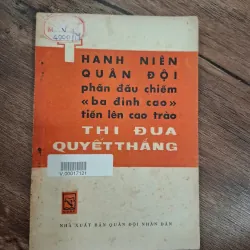 THANH NIÊN
QUÂN ĐỘI
phấn đấu chiếm
«ba đỉnh cao»
tiến lên cao trào
THI ĐUA
QUYẾT THẮNG
V.00017121
NHÀ XUẤT BẢN QUÂN ĐỘI NHÂN DÂN